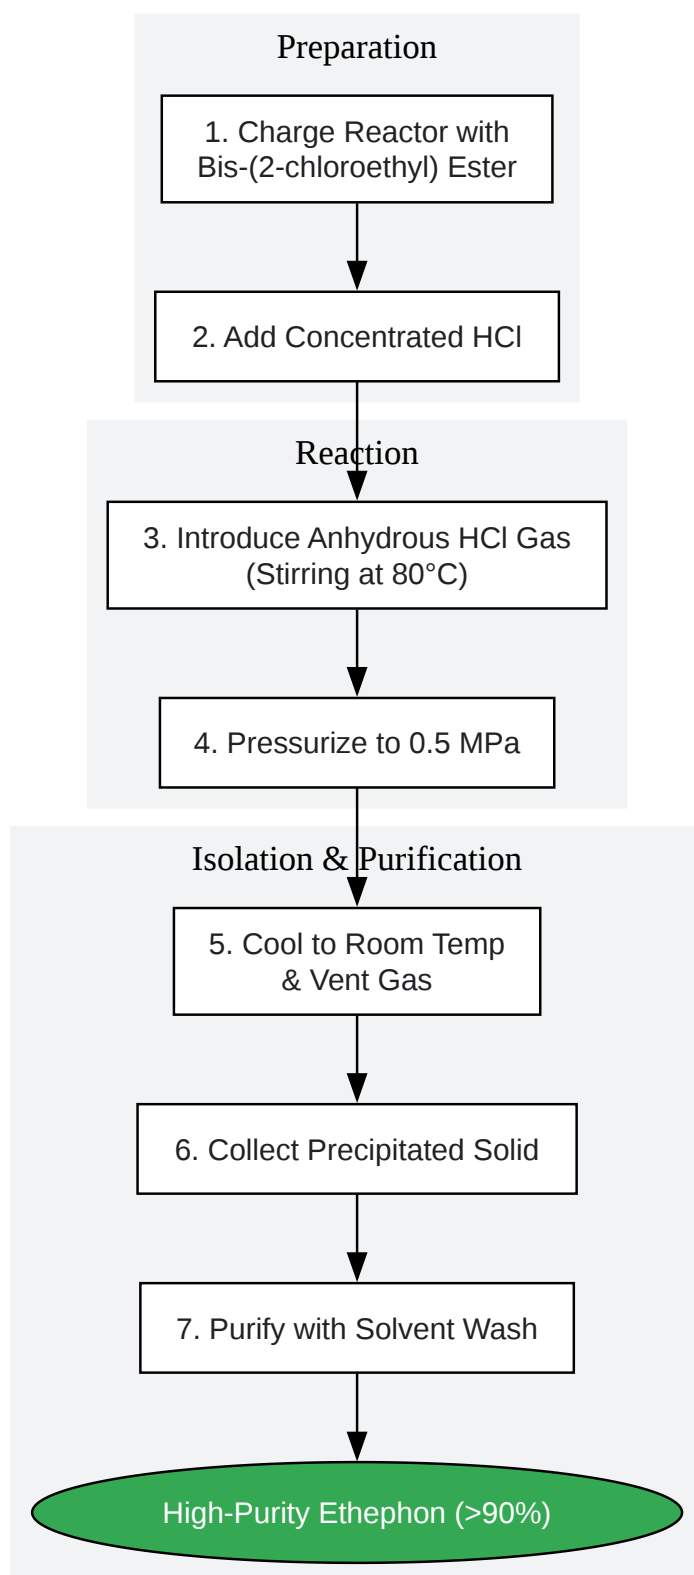 Preparation
1. Charge Reactor with
Bis-(2-chloroethyl) Ester
2. Add Concentrated HCl
Reaction
3. Introduce Anhydrous HCl Gas
(Stirring at 80°C)
4. Pressurize to 0.5 MPa
Isolation & Purification
5. Cool to Room Temp
& Vent Gas
6. Collect Precipitated Solid
7. Purify with Solvent Wash
High-Purity Ethephon (>90%)